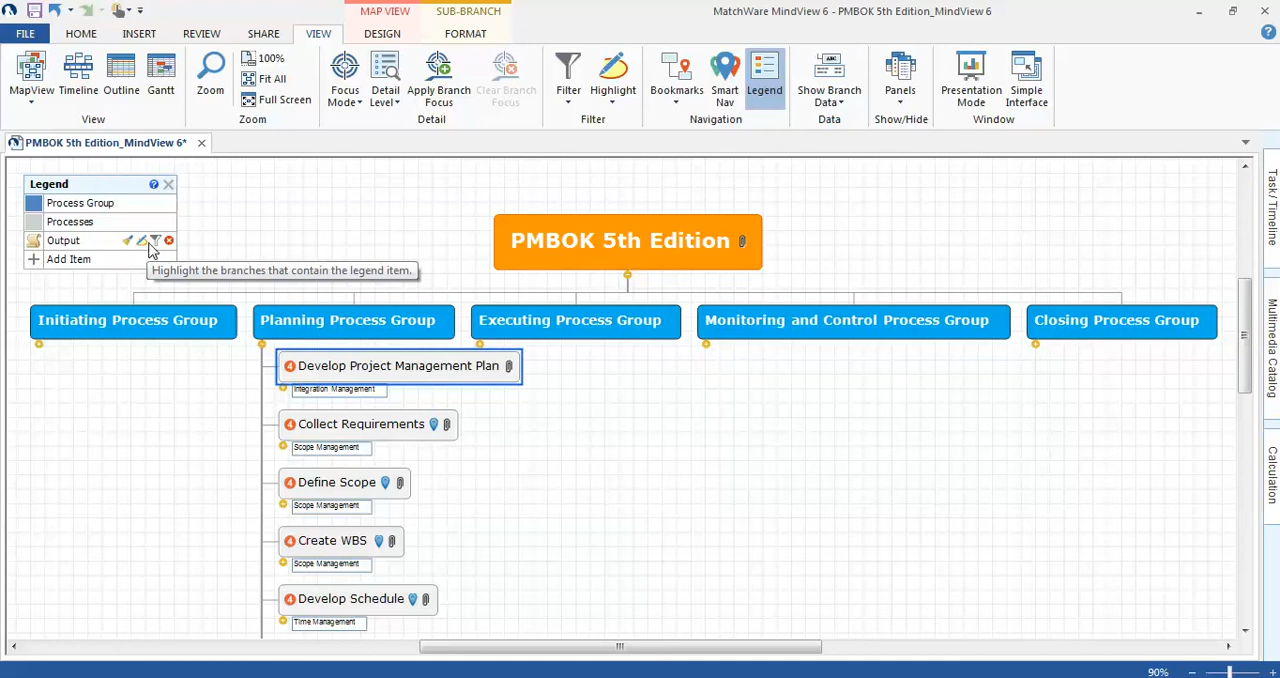 MAP VIEW
SUB-BRANCH
MatchWare MindView 6 - PMBOK 5th Edition_MindView 6
FILE
HOME
INSERT
REVIEW
SHARE
VIEW
DESIGN
FORMAT
MapView
Timeline
Outline
Gantt
Zoom
100%
Fit All
Full Screen
Focus Mode
Detail Level
Apply Branch Focus
Clear Branch Focus
Filter
Highlight
Bookmarks
Smart Nav
Legend
Show Branch Data
Panels
Presentation Mode
Simple Interface
View
Zoom
Detail
Filter
Navigation
Data
Show/Hide
Window
PMBOK 5th Edition_MindView 6*
Legend
Process Group
Processes
Output
Add Item
Highlight the branches that contain the legend item.
PMBOK 5th Edition
Initiating Process Group
Planning Process Group
Executing Process Group
Monitoring and Control Process Group
Closing Process Group
4 Develop Project Management Plan
Integration Management
4 Collect Requirements
Scope Management
4 Define Scope
Scope Management
4 Create WBS
Scope Management
4 Develop Schedule
Time Management
Task/Timeline
Multimedia Catalog
Calculation
90%